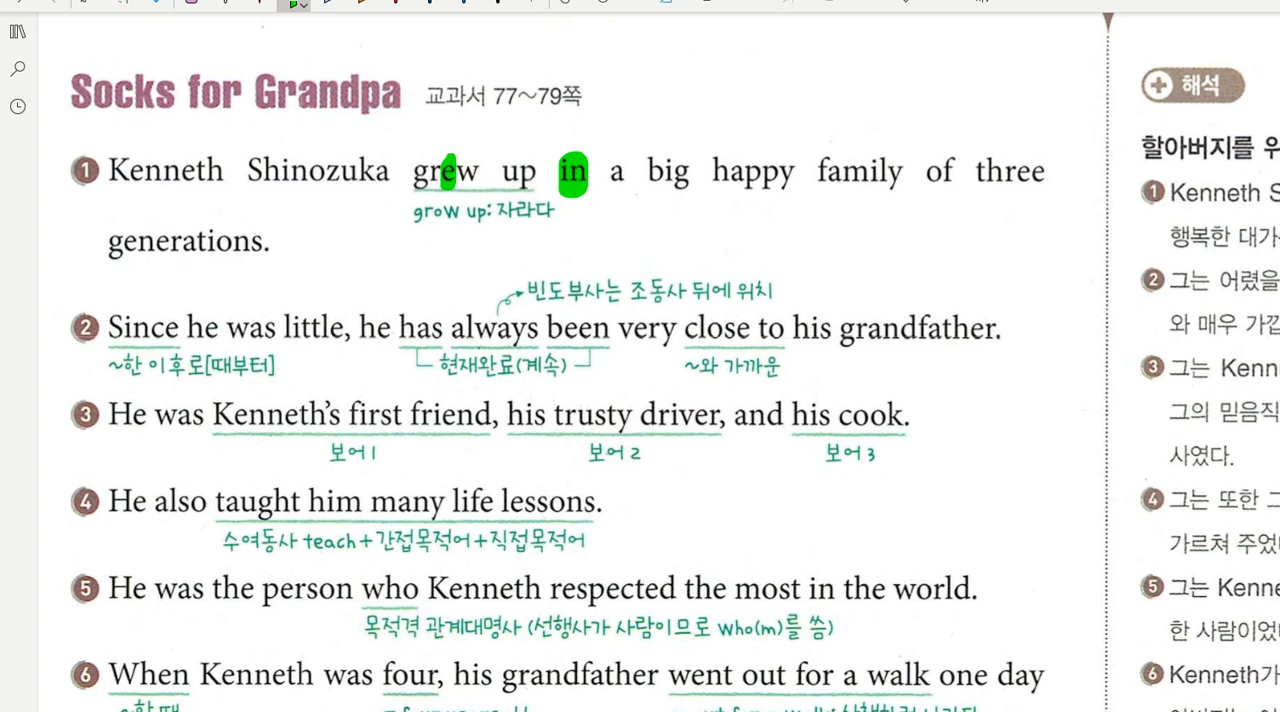 Socks for Grandpa 교과서 77~79쪽
1 Kenneth Shinozuka grew up in a big happy family of three
grow up: 자라다
generations.
빈도부사는 조동사 뒤에 위치
2 Since he was little, he has always been very close to his grandfather.
~한 이후로[때부터] 현재완료(계속) ~와 가까운
3 He was Kenneth's first friend, his trusty driver, and his cook.
보어 1 보어 2 보어 3
4 He also taught him many life lessons.
수여동사 teach+간접목적어+직접목적어
5 He was the person who Kenneth respected the most in the world.
목적격 관계대명사 (선행사가 사람이므로 who(m)를 씀)
6 When Kenneth was four, his grandfather went out for a walk one day
해석
할아버지를 위
1 Kenneth S
행복한 대가
2 그는 어렸을
와 매우 가깝
3 그는 Kenn
그의 믿음직
사였다.
4 그는 또한 그
가르쳐 주었
5 그는 Kenne
한 사람이었
6 Kenneth가